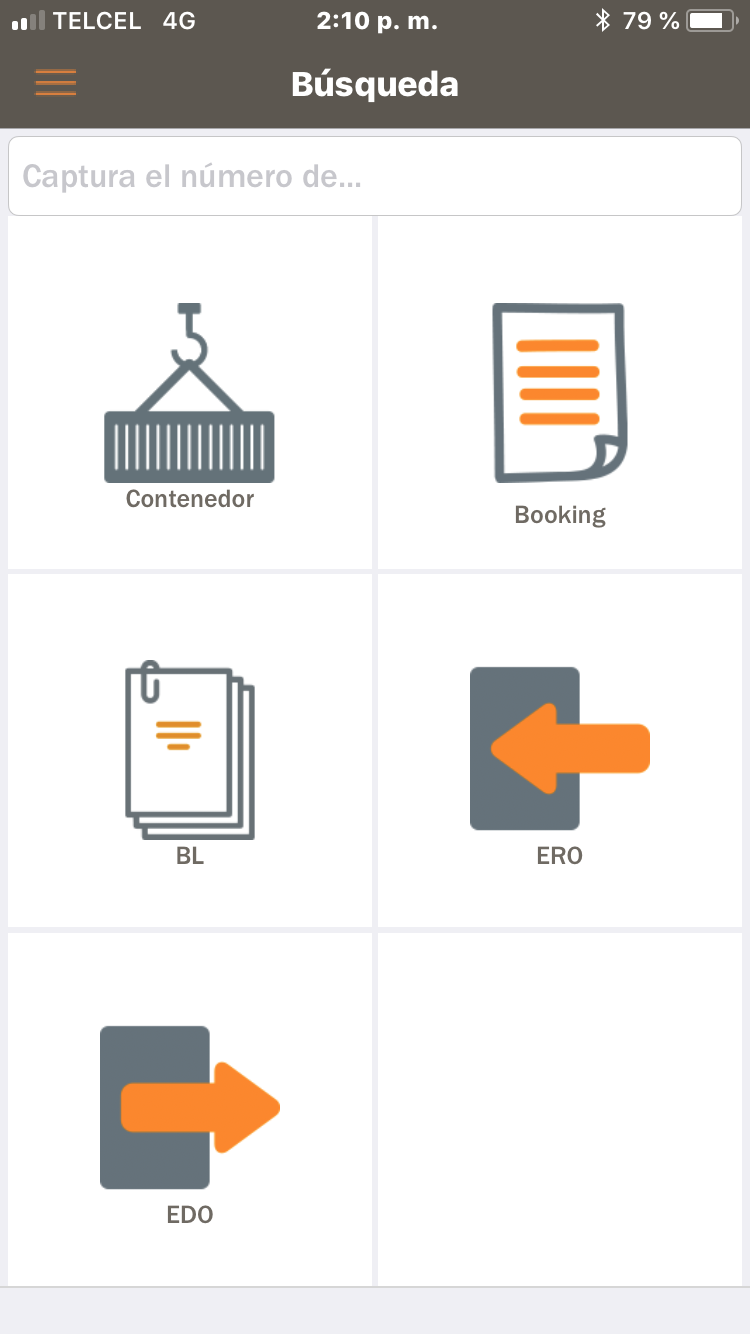 TELCEL 4G 2:10 p. m. 79 %
Búsqueda
Captura el número de...
Contenedor
Booking
BL
ERO
EDO